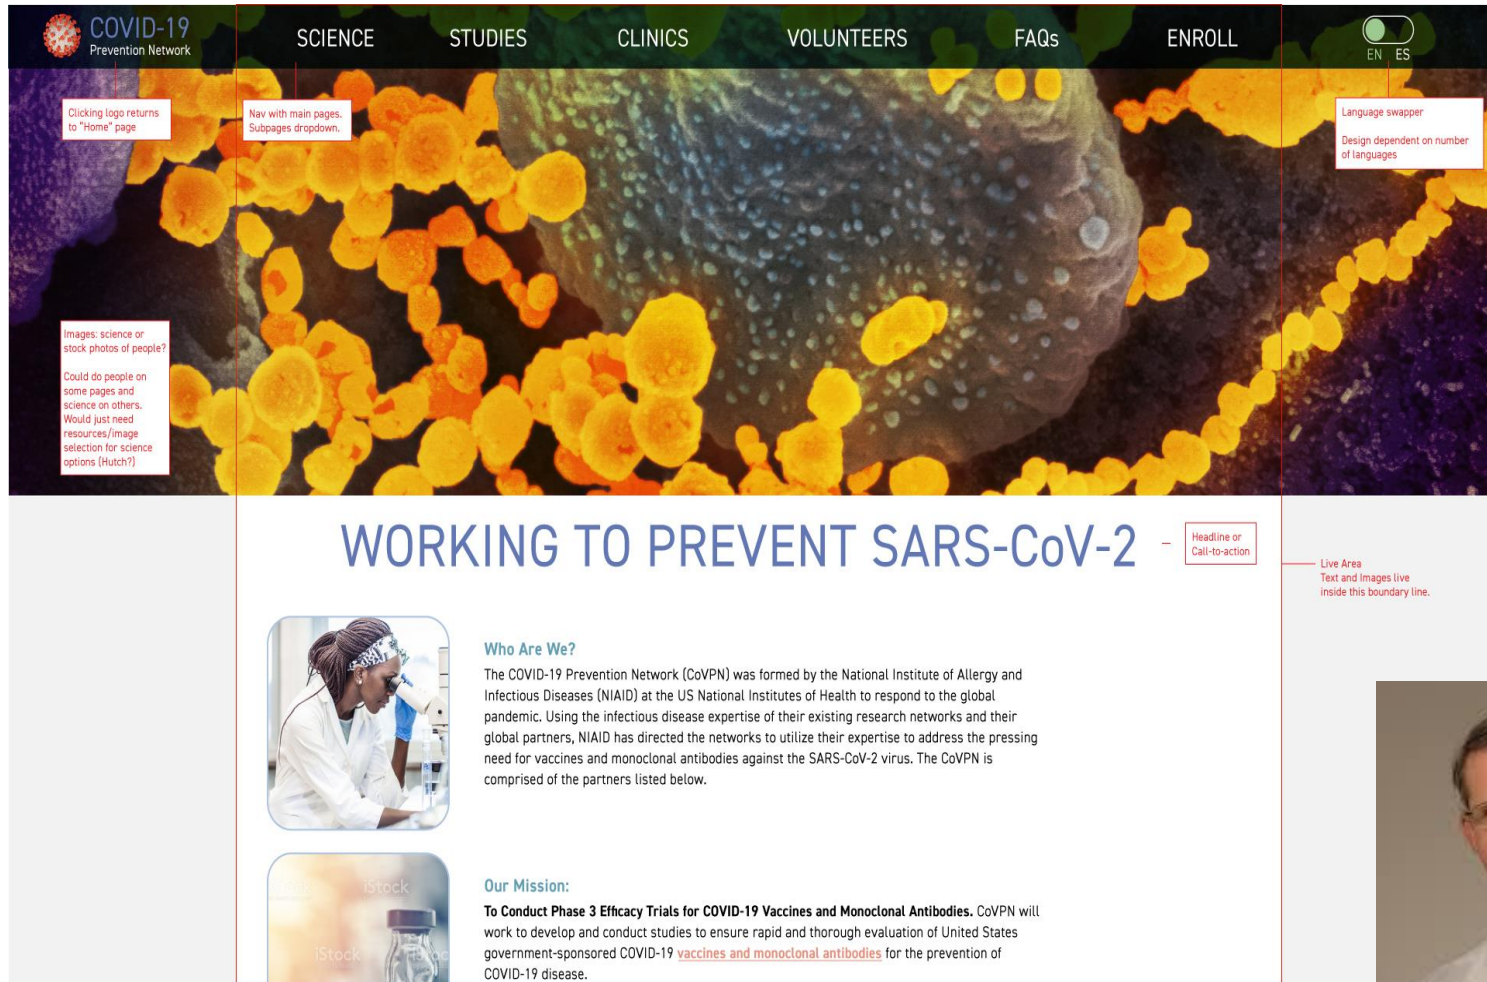 COVID-19
Prevention Network
SCIENCE
STUDIES
CLINICS
VOLUNTEERS
FAQs
ENROLL
EN ES
Clicking logo returns
to "Home" page
Nav with main pages.
Subpages dropdown.
Language swapper
Design dependent on number
of languages
Images: science or
stock photos of people?
Could do people on
some pages and
science on others.
Would just need
resources/image
selection for science
options (Hutch?)
WORKING TO PREVENT SARS-CoV-2
Headline or
Call-to-action
Live Area
Text and Images live
inside this boundary line.
Who Are We?
The COVID-19 Prevention Network (CoVPN) was formed by the National Institute of Allergy and
Infectious Diseases (NIAID) at the US National Institutes of Health to respond to the global
pandemic. Using the infectious disease expertise of their existing research networks and their
global partners, NIAID has directed the networks to utilize their expertise to address the pressing
need for vaccines and monoclonal antibodies against the SARS-CoV-2 virus. The CoVPN is
comprised of the partners listed below.
iStock
iStock
Our Mission:
To Conduct Phase 3 Efficacy Trials for COVID-19 Vaccines and Monoclonal Antibodies. CoVPN will
work to develop and conduct studies to ensure rapid and thorough evaluation of United States
government-sponsored COVID-19 vaccines and monoclonal antibodies for the prevention of
COVID-19 disease.